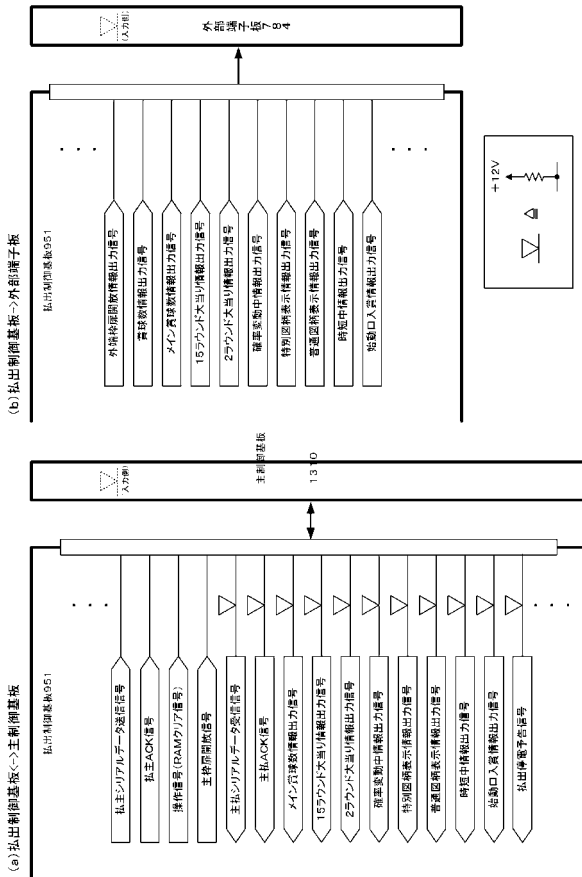 (a)払出制御基板<->主制御基板
払出制御基板951
・・・
払主シリアルデータ送信信号
払主ACK信号
操作信号(RAMクリア信号)
主枠扉開放信号
主払シリアルデータ受信信号
主払ACK信号
メイン賞球数情報出力信号
15ラウンド大当り情報出力信号
2ラウンド大当り情報出力信号
確率変動中情報出力信号
特別図柄表示情報出力信号
普通図柄表示情報出力信号
時短中情報出力信号
始動口入賞情報出力信号
払出停電予告信号
・・・
(入力側)
主制御基板
1310
(b)払出制御基板->外部端子板
払出制御基板951
・・・
外端枠扉開放情報出力信号
賞球数情報出力信号
メイン賞球数情報出力信号
15ラウンド大当り情報出力信号
2ラウンド大当り情報出力信号
確率変動中情報出力信号
特別図柄表示情報出力信号
普通図柄表示情報出力信号
時短中情報出力信号
始動口入賞情報出力信号
・・・
(入力側)
外部端子板
784
+12V